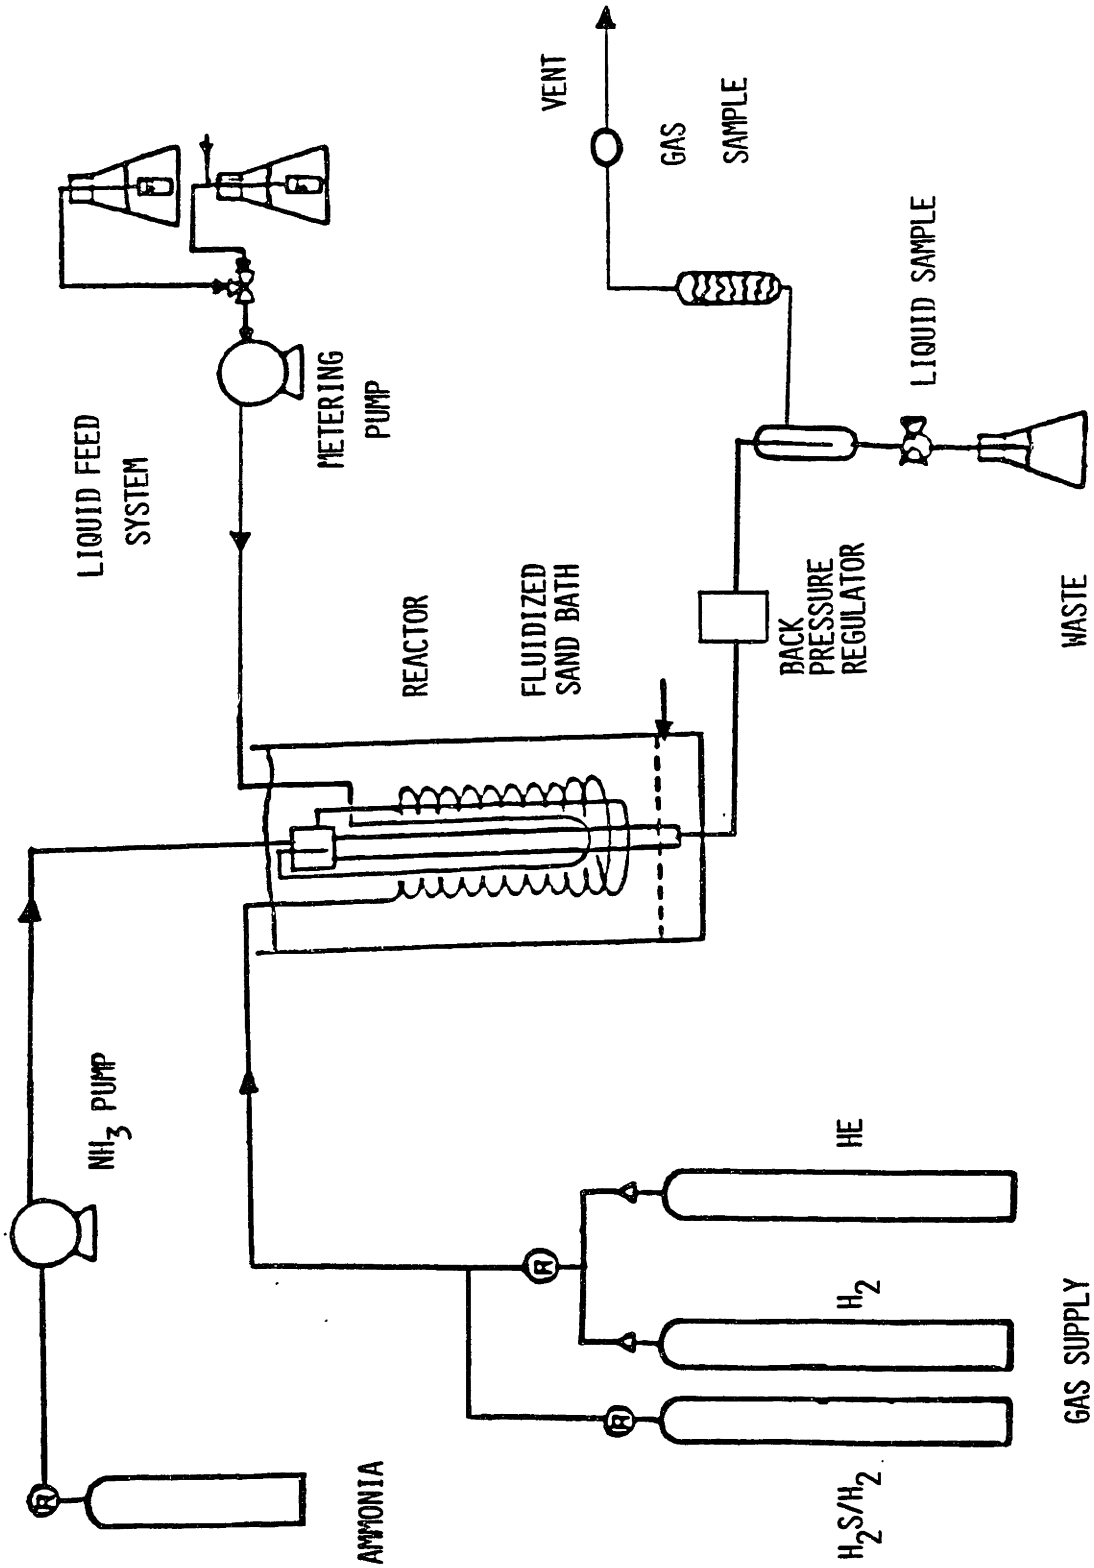 LIQUID FEED
SYSTEM
METERING
PUMP
VENT
GAS
SAMPLE
LIQUID SAMPLE
REACTOR
FLUIDIZED
SAND BATH
BACK
PRESSURE
REGULATOR
WASTE
NH3 PUMP
R
AMMONIA
R
R
HE
H2
H2S/H2
GAS SUPPLY